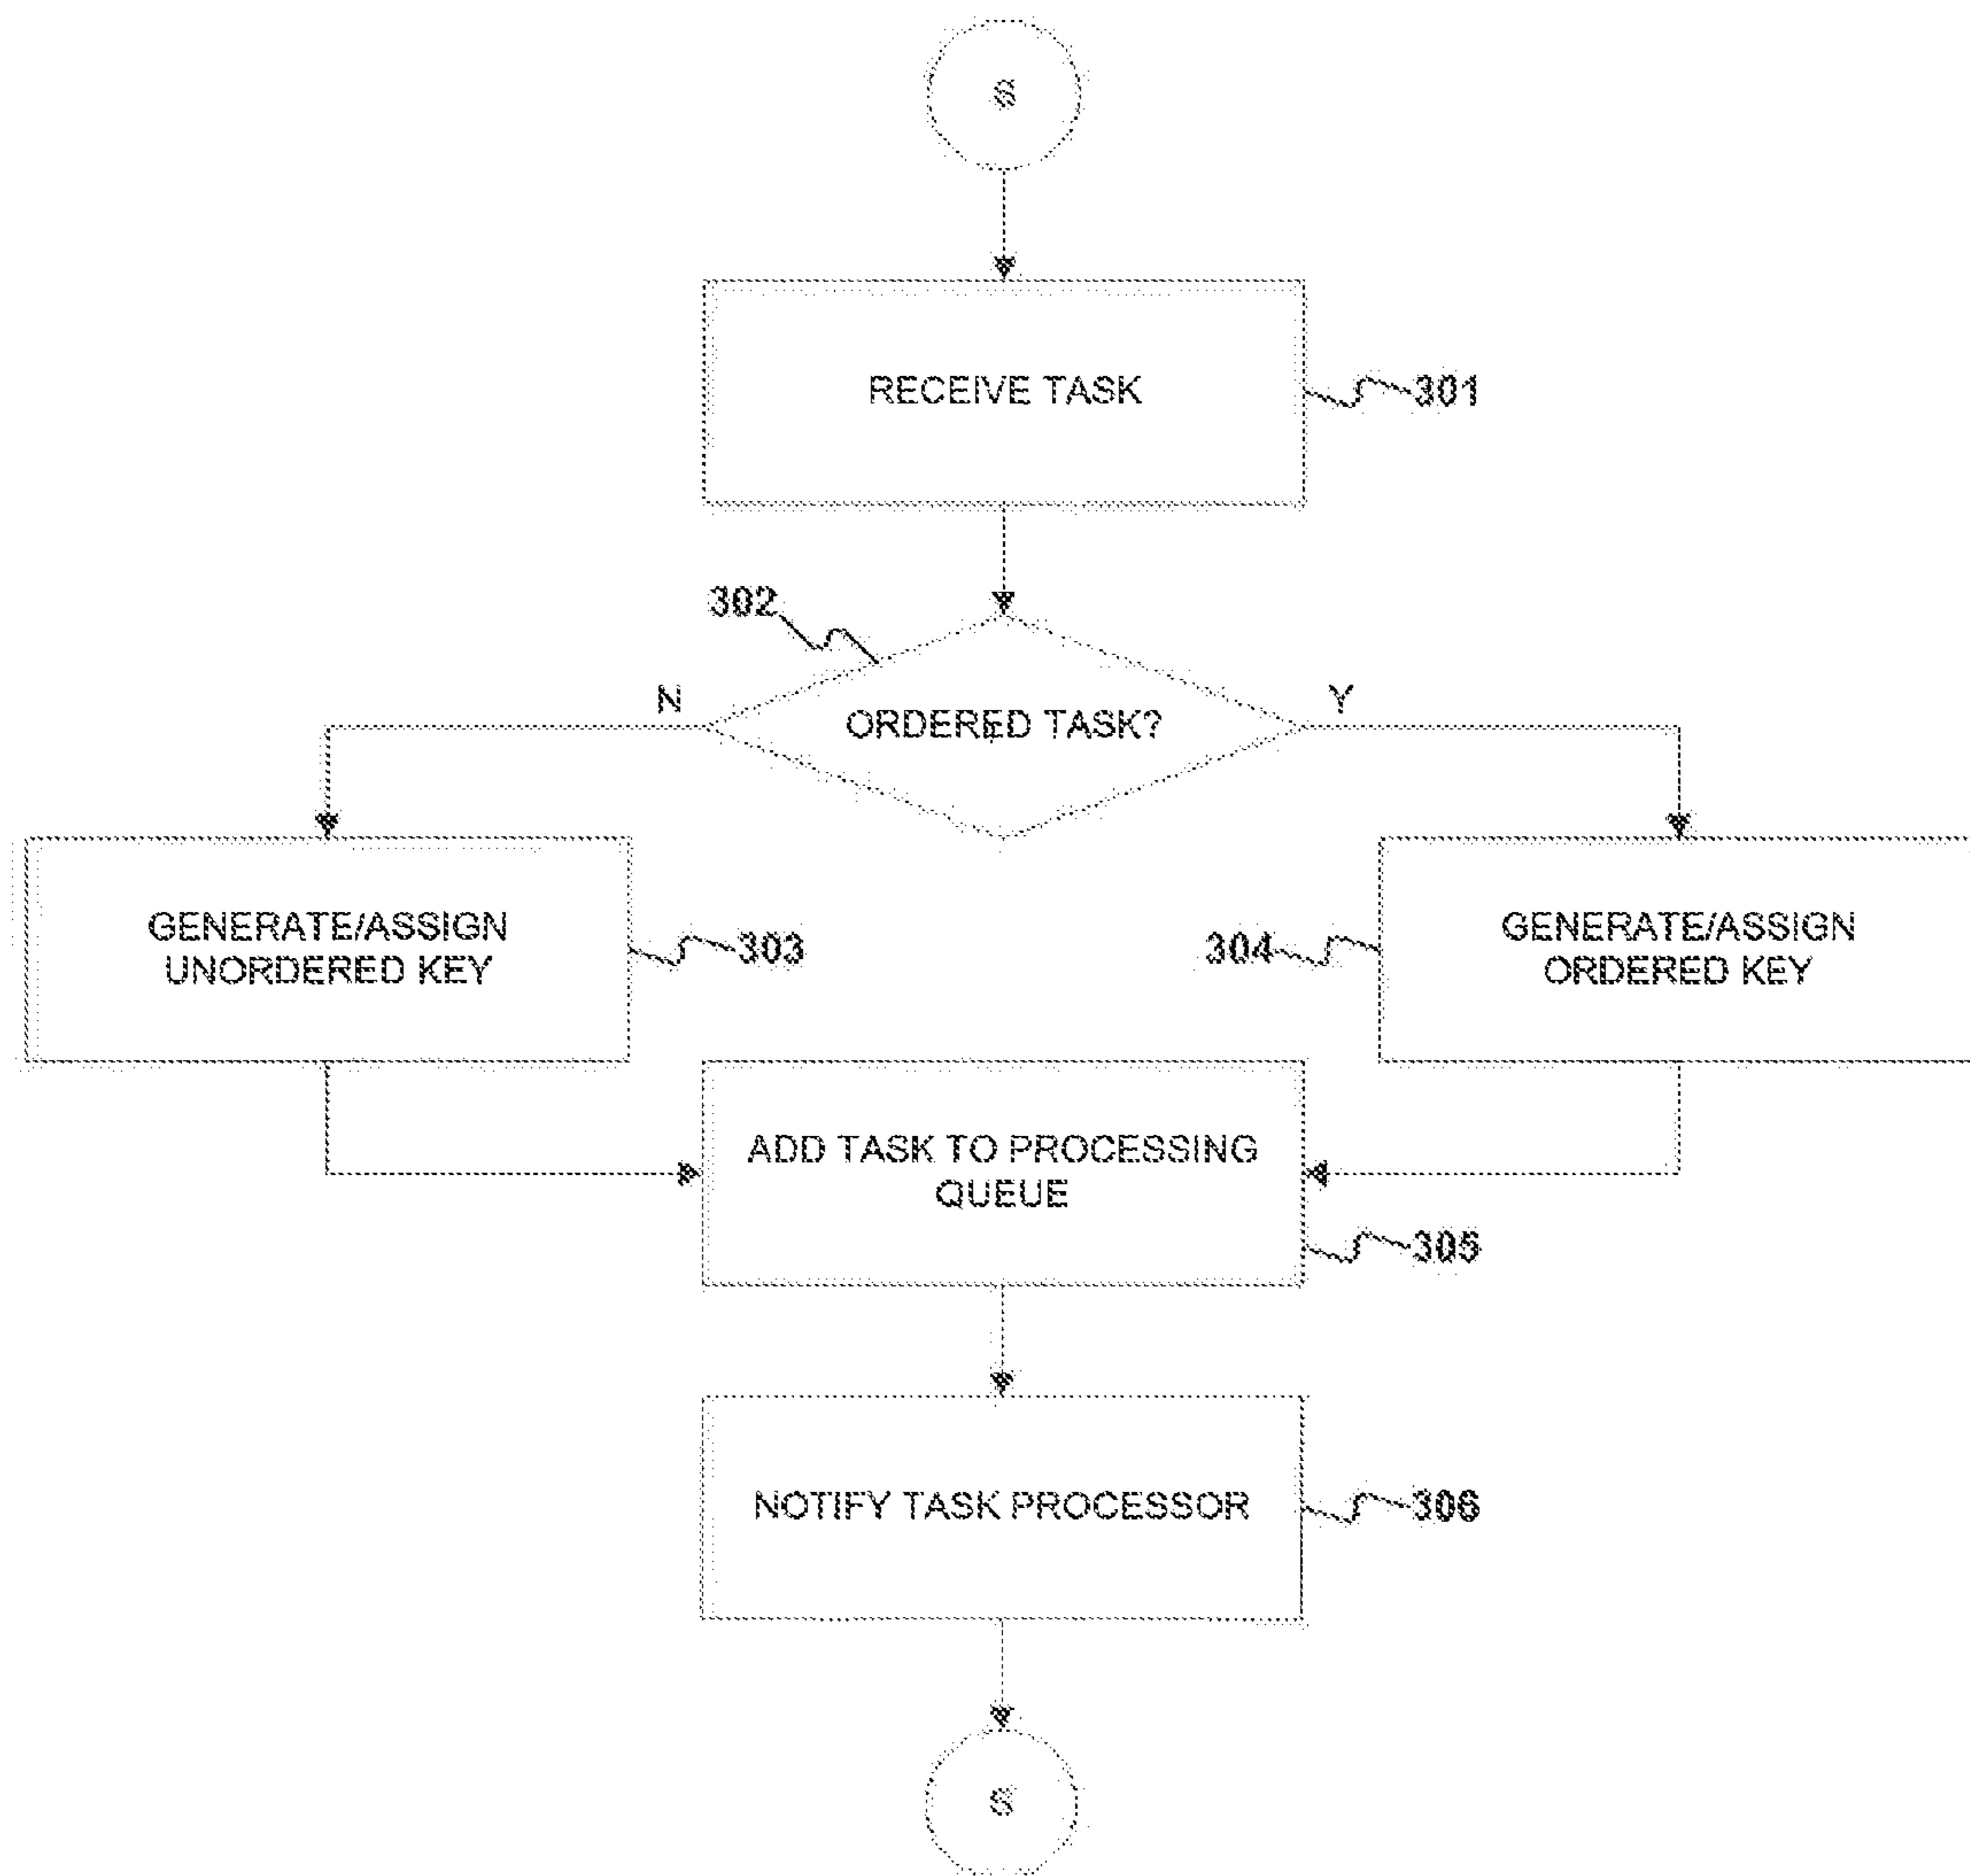 S
RECEIVE TASK
301
302
N
Y
ORDERED TASK?
GENERATE/ASSIGN
UNORDERED KEY
303
304
GENERATE/ASSIGN
ORDERED KEY
ADD TASK TO PROCESSING
QUEUE
305
NOTIFY TASK PROCESSOR
306
S